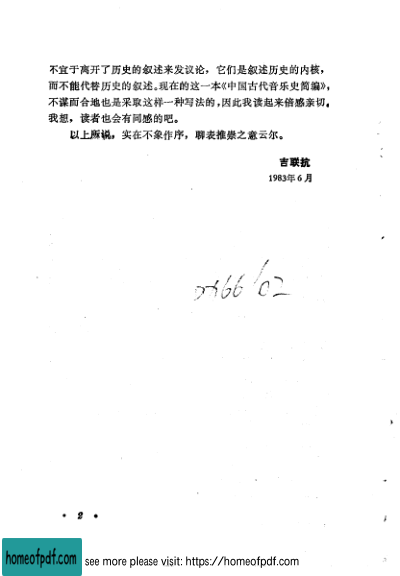 不宜于离开了历史的叙述来发议论，它们是叙述历史的内核，
而不能代替历史的叙述。现在的这一本《中国古代音乐史简编》，
不谋而合地也是采取这样一种写法的，因此我读起来倍感亲切。
我想，读者也会有同感的吧。
以上所说，实在不象作序，聊表推崇之意云尔。
吉联抗
1983年6月
• 2 •
homeofpdf.com
see more please visit: https://homeofpdf.com